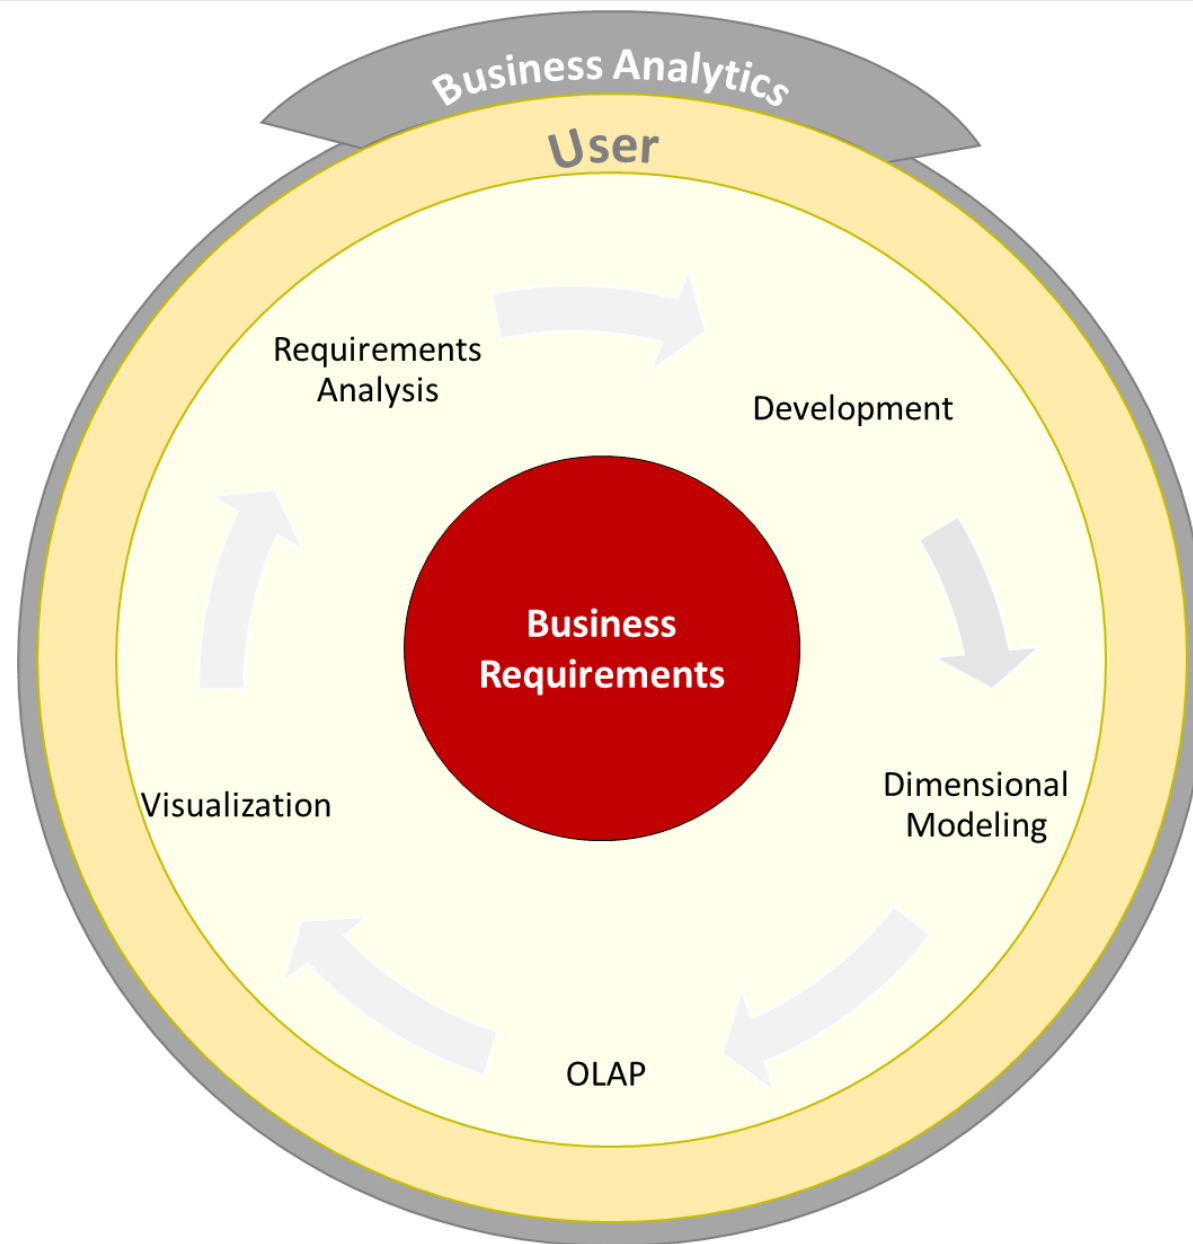 Business Analytics
User
Requirements
Analysis
Development
Business
Requirements
Dimensional
Modeling
Visualization
OLAP